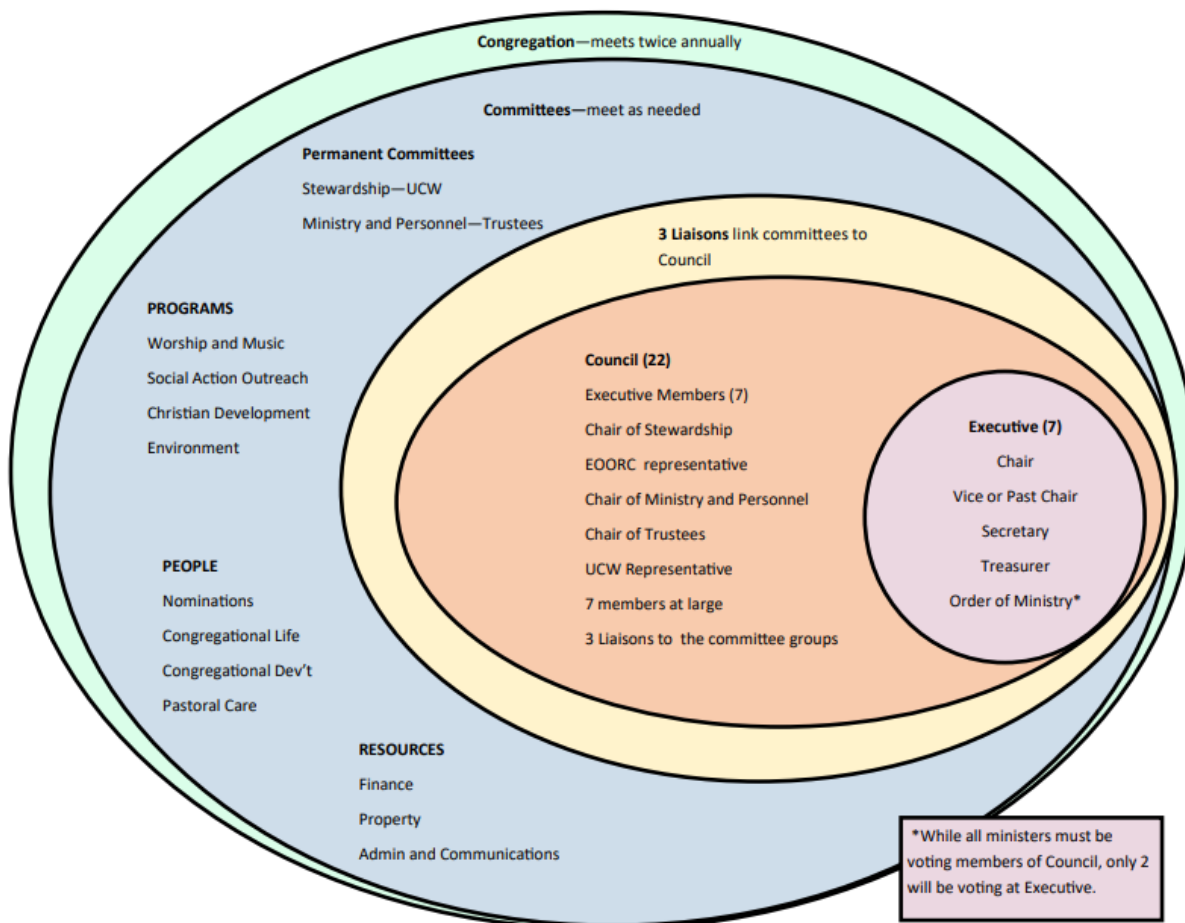 Congregation—meets twice annually
Committees—meet as needed
Permanent Committees
Stewardship—UCW
Ministry and Personnel—Trustees
3 Liaisons link committees to
Council
PROGRAMS
Worship and Music
Social Action Outreach
Christian Development
Environment
Council (22)
Executive Members (7)
Chair of Stewardship
EOORC representative
Chair of Ministry and Personnel
Chair of Trustees
UCW Representative
7 members at large
3 Liaisons to the committee groups
Executive (7)
Chair
Vice or Past Chair
Secretary
Treasurer
Order of Ministry*
PEOPLE
Nominations
Congregational Life
Congregational Dev’t
Pastoral Care
RESOURCES
Finance
Property
Admin and Communications
*While all ministers must be
voting members of Council, only 2
will be voting at Executive.